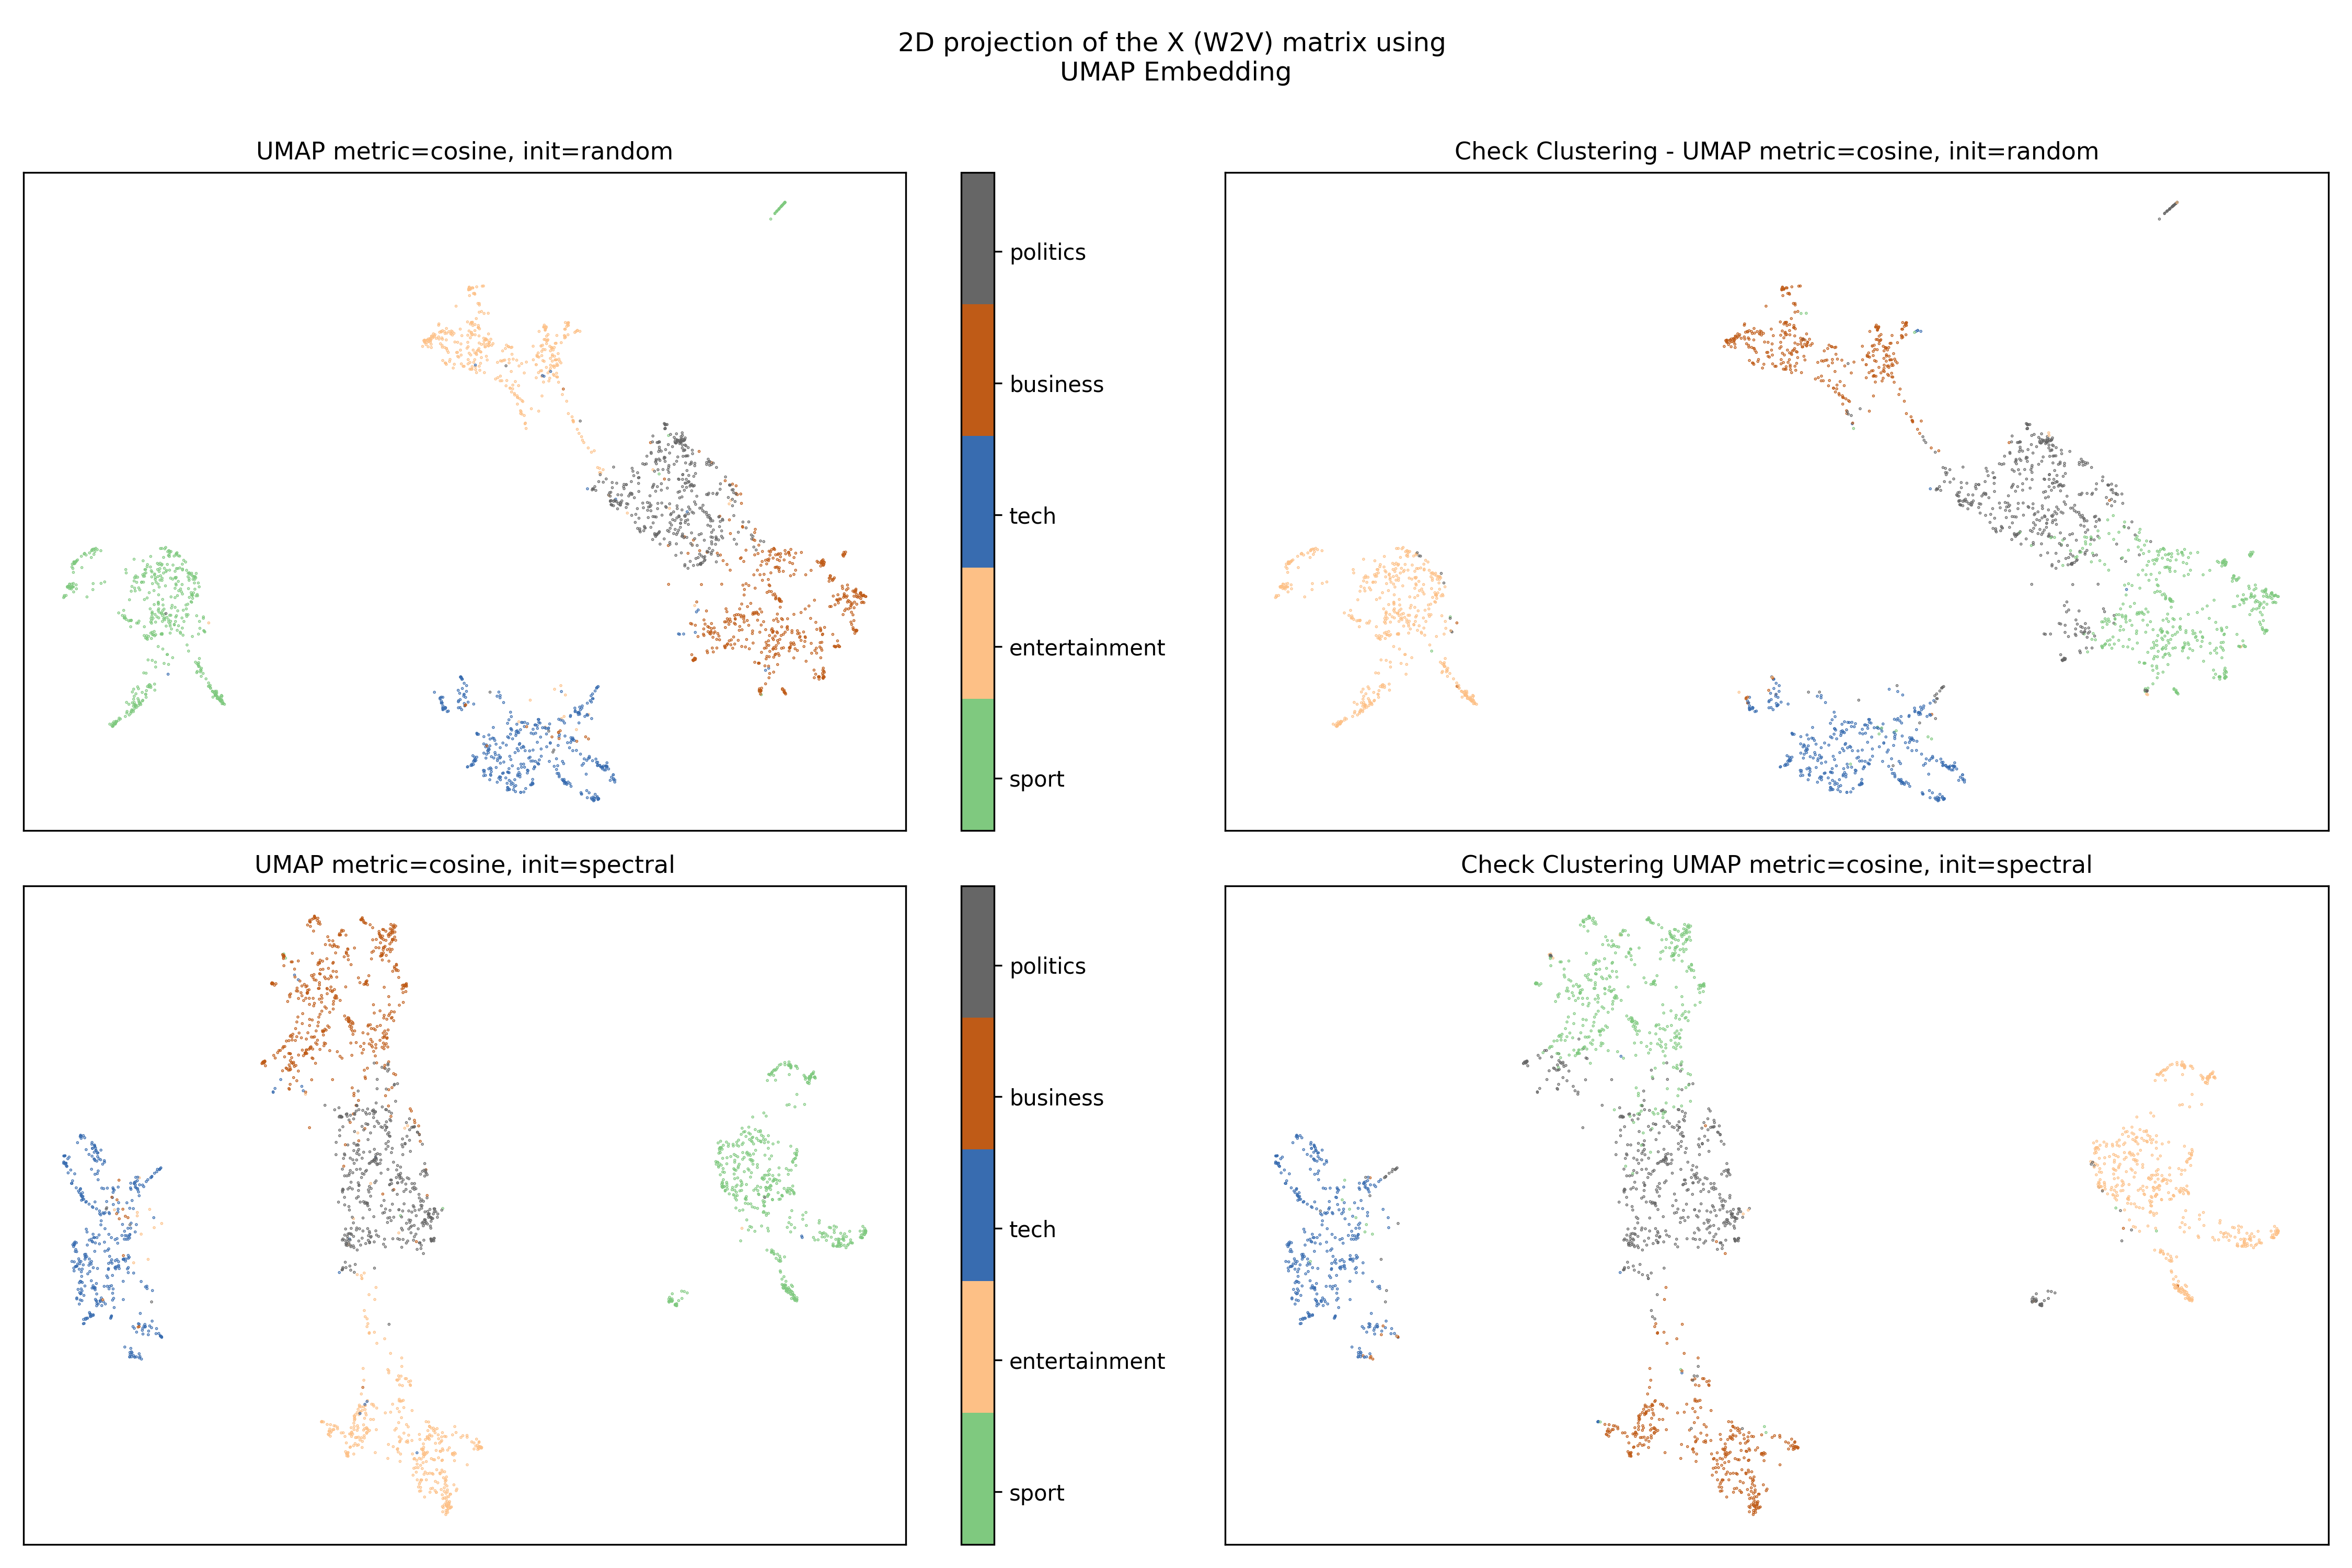 2D projection of the X (W2V) matrix using
UMAP Embedding
UMAP metric=cosine, init=random
Check Clustering - UMAP metric=cosine, init=random
politics
business
tech
entertainment
sport
UMAP metric=cosine, init=spectral
Check Clustering UMAP metric=cosine, init=spectral
politics
business
tech
entertainment
sport